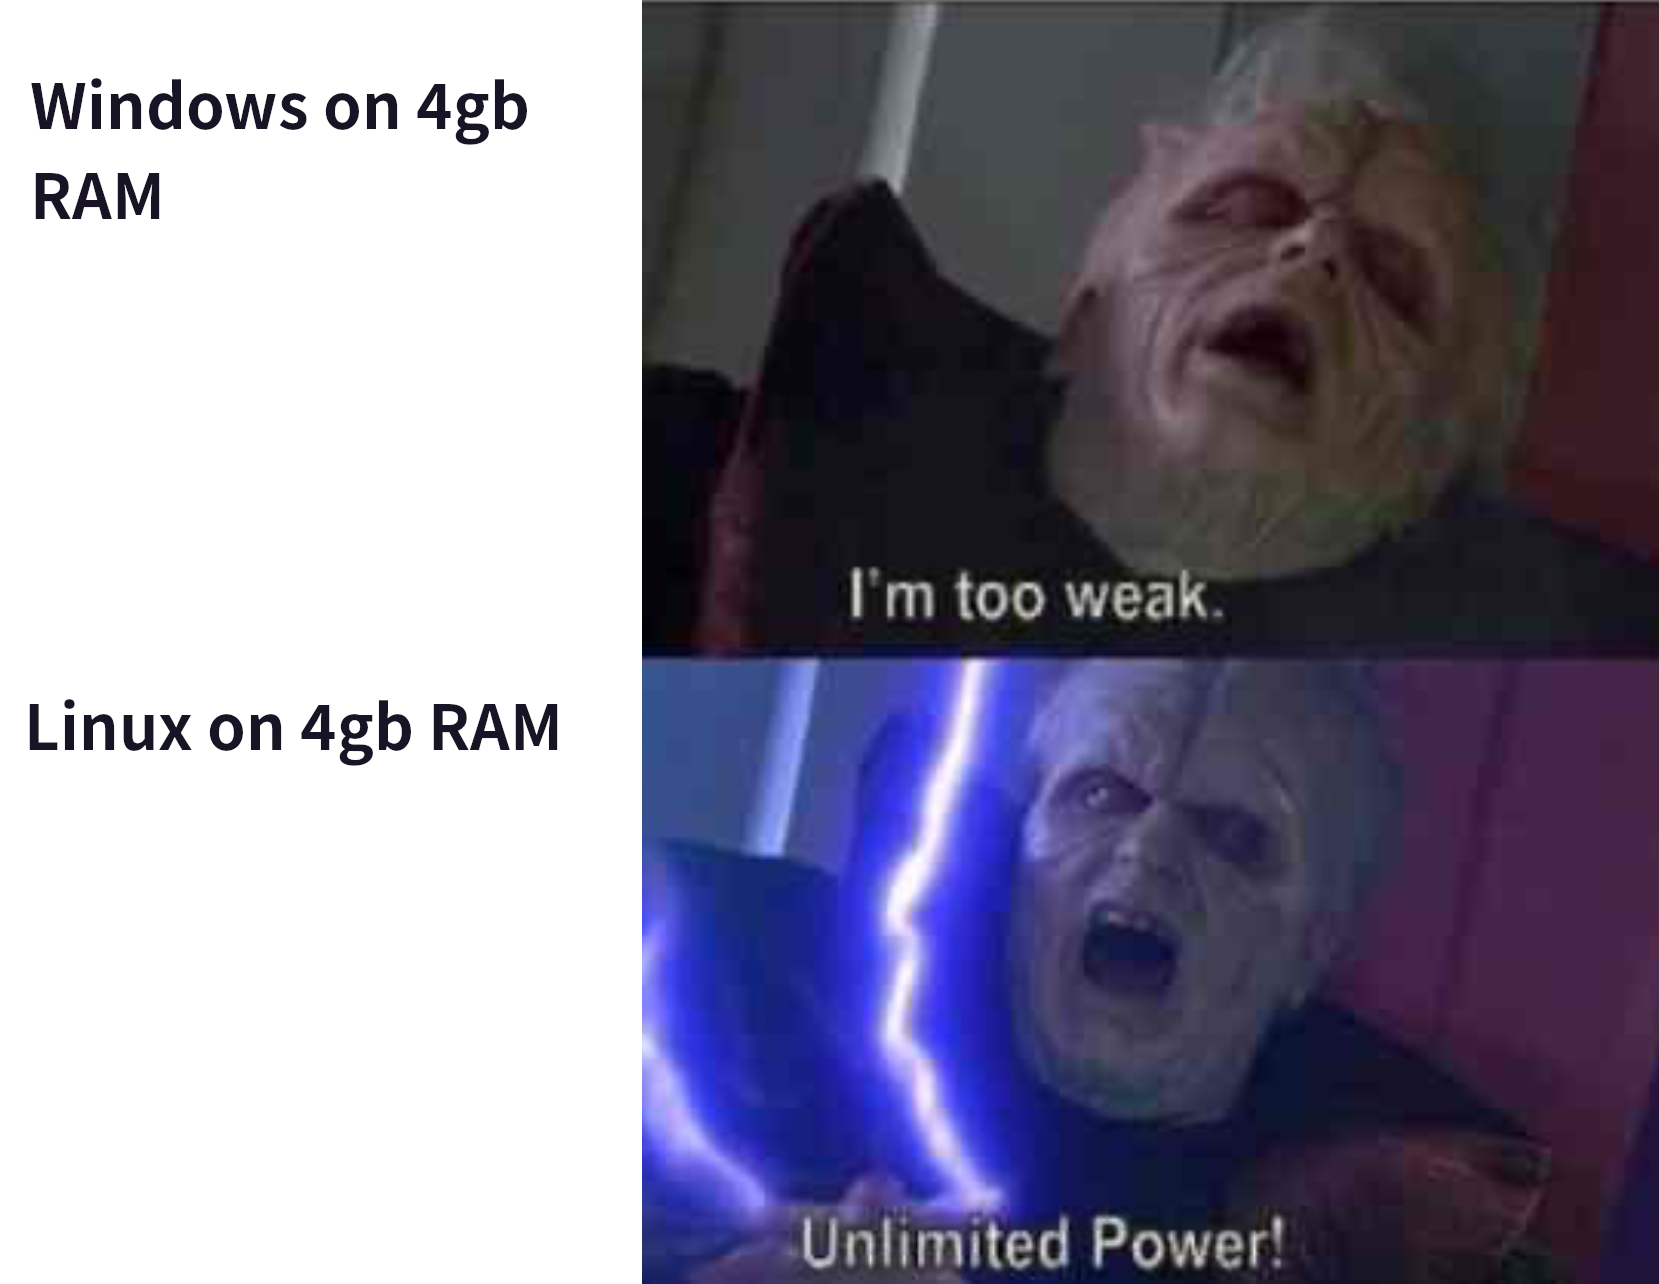 Windows on 4gb
RAM
I'm too weak.
Linux on 4gb RAM
Unlimited Power!